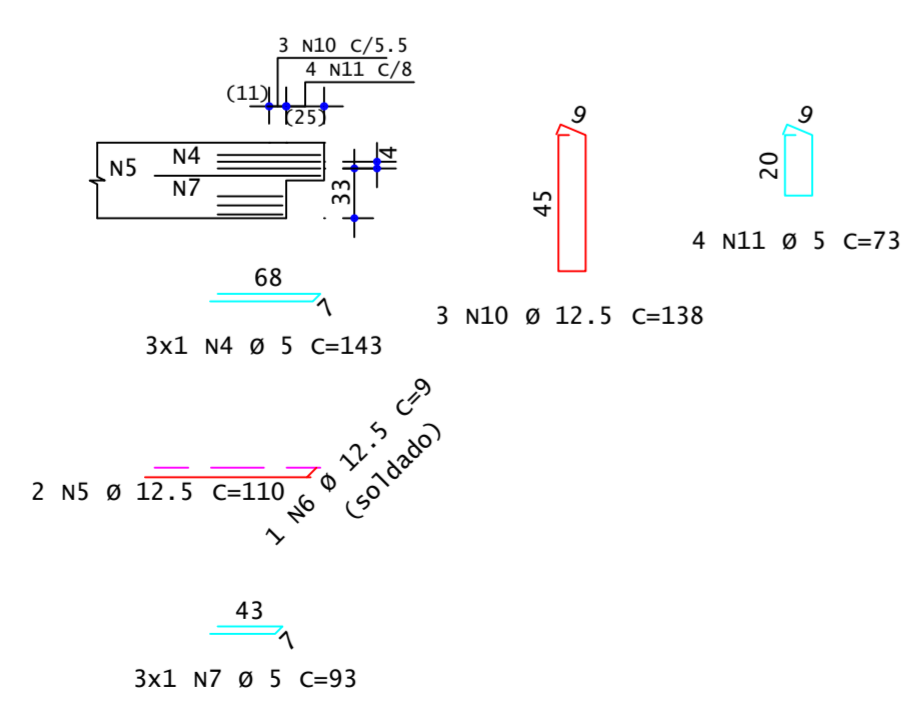 3 N10 C/5.5
4 N11 C/8
(11)
(25)
N5
N4
N7
4
33
9
45
3 N10 Ø 12.5 C=138
9
20
4 N11 Ø 5 C=73
68
7
3x1 N4 Ø 5 C=143
2 N5 Ø 12.5 C=110
1 N6 Ø 12.5 C=9
(soldado)
43
7
3x1 N7 Ø 5 C=93